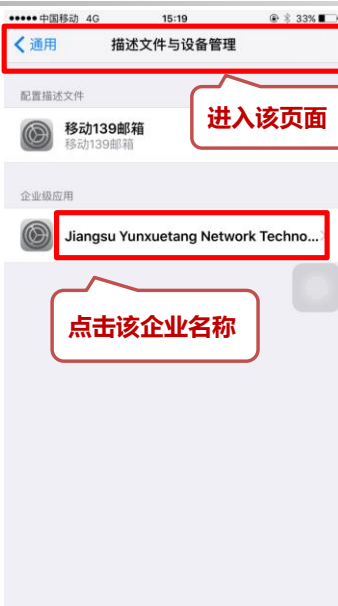 中国移动 4G 15:19 33%
通用 描述文件与设备管理
进入该页面
配置描述文件
移动139邮箱
移动139邮箱
企业级应用
Jiangsu Yunxuetang Network Techno...
点击该企业名称